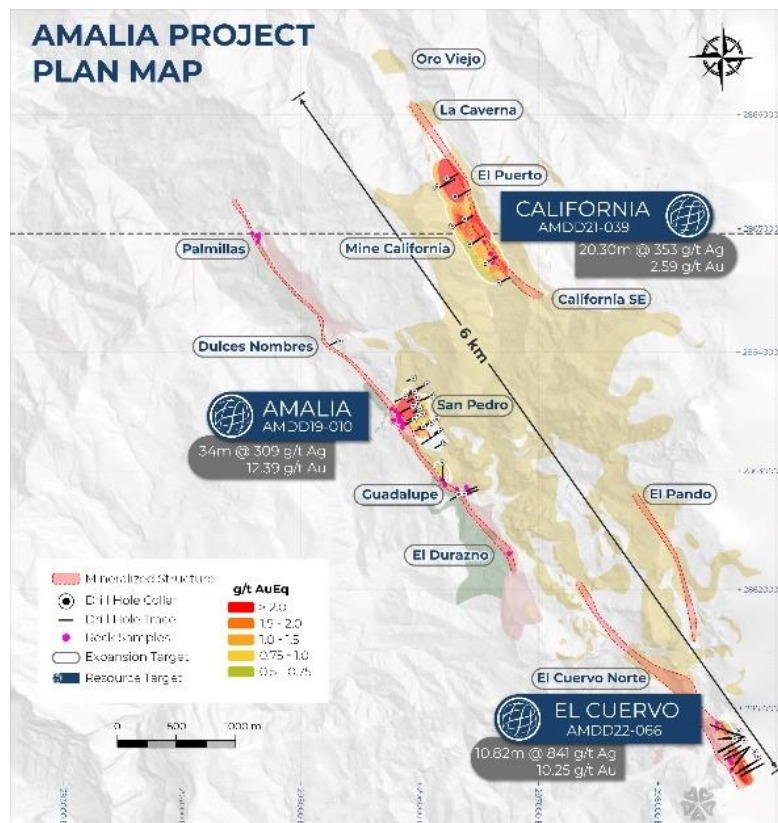 AMALIA PROJECT
PLAN MAP
Oro Viejo
La Caverna
El Puerto
CALIFORNIA
AMDD21-039
20.30m @ 353 g/t Ag
2.59 g/t Au
Palmillas
Mine California
California SE
6 km
Dulces Nombres
AMALIA
AMDD19-010
34m @ 309 g/t Ag
12.39 g/t Au
San Pedro
Guadalupe
El Pando
El Durazno
Mineralized Structure
Drill Hole Collar
Drill Hole Trace
Rock Samples
Expansion Target
Resource Target
g/t AuEq
> 2.0
1.5 - 2.0
1.0 - 1.5
0.75 - 1.0
0.5 - 0.75
0 500 1000 m
El Cuervo Norte
EL CUERVO
AMDD22-066
10.82m @ 841 g/t Ag
10.25 g/t Au